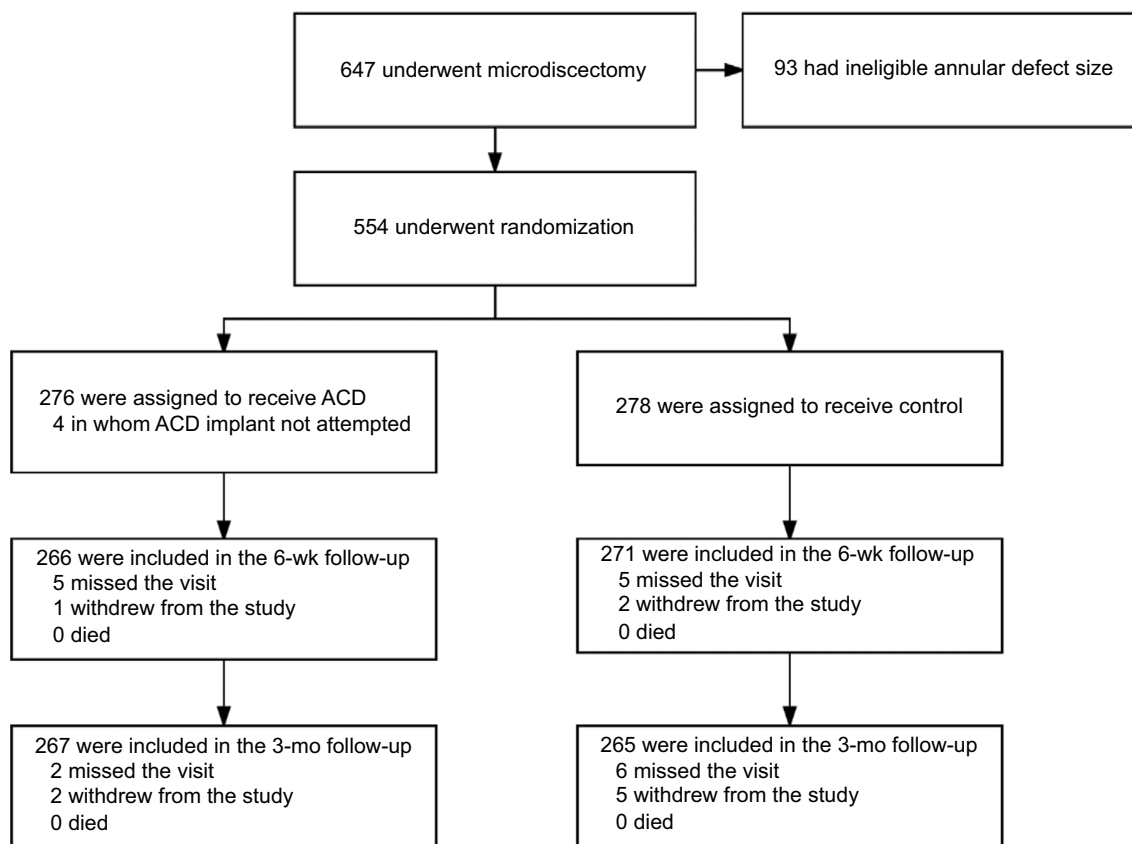 647 underwent microdiscectomy
93 had ineligible annular defect size
554 underwent randomization
276 were assigned to receive ACD
4 in whom ACD implant not attempted
278 were assigned to receive control
266 were included in the 6-wk follow-up
5 missed the visit
1 withdrew from the study
0 died
271 were included in the 6-wk follow-up
5 missed the visit
2 withdrew from the study
0 died
267 were included in the 3-mo follow-up
2 missed the visit
2 withdrew from the study
0 died
265 were included in the 3-mo follow-up
6 missed the visit
5 withdrew from the study
0 died